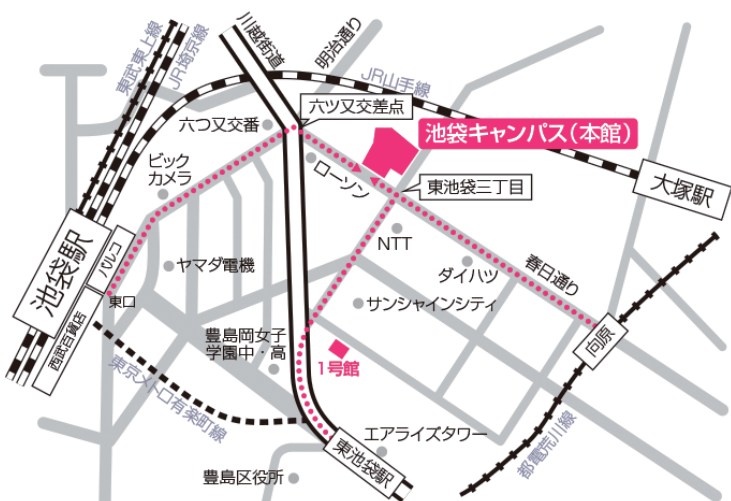 東武東上線
JR埼京線
川越街道
明治通り
JR山手線
六つ又交番
六ツ又交差点
池袋キャンパス(本館)
ビック
カメラ
ローソン
東池袋三丁目
大塚駅
池袋駅
パルコ
NTT
ヤマダ電機
ダイハツ
春日通り
東口
サンシャインシティ
西武百貨店
豊島岡女子
学園中・高
1号館
向原
東京メトロ有楽町線
エアライズタワー
東池袋駅
都電荒川線
豊島区役所